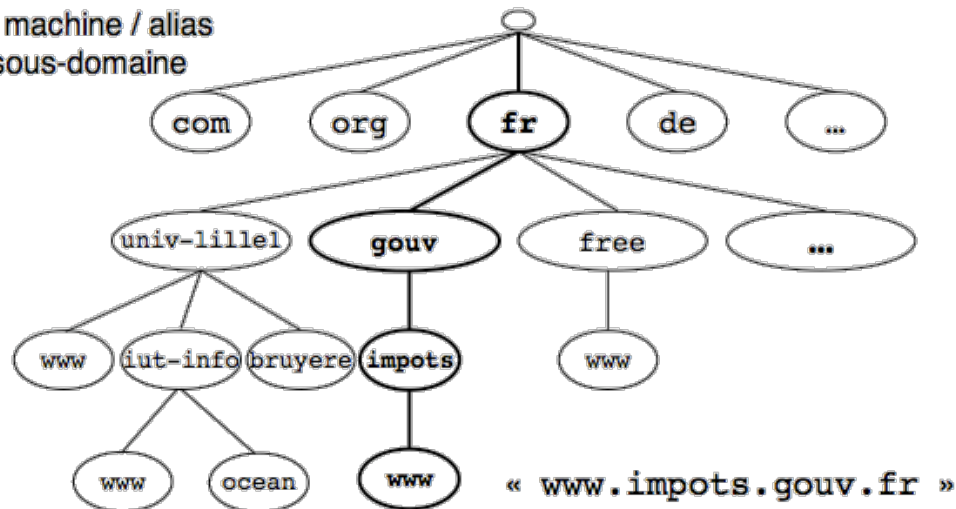 machine / alias
sous-domaine
com org fr de ...
univ-lille1 gouv free ...
www iut-info bruyere impots www
www ocean www « www.impots.gouv.fr »